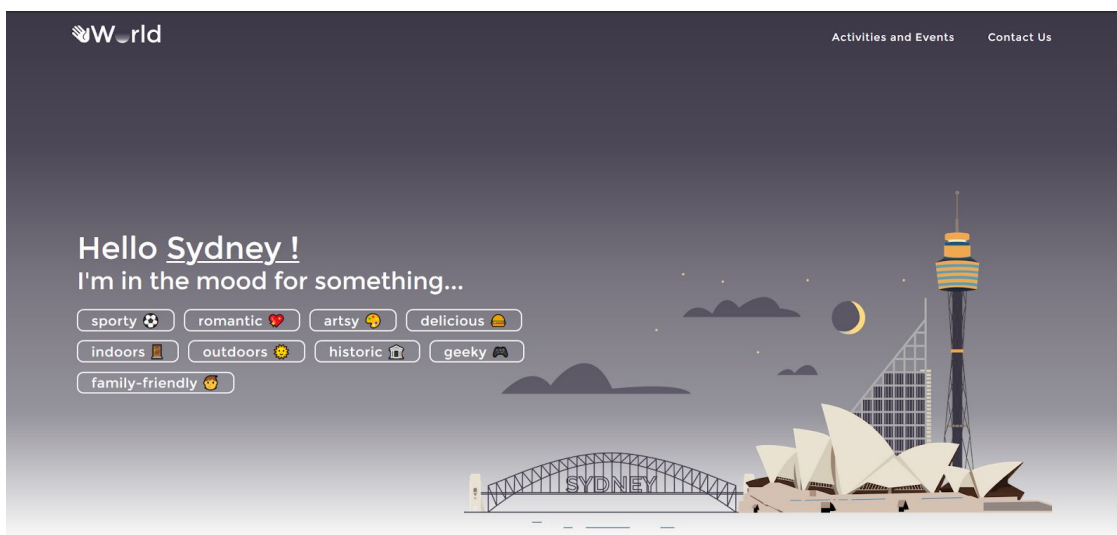 👋W rld
Activities and Events Contact Us
Hello Sydney !
I'm in the mood for something...
sporty ⚽ romantic 💖 artsy 🎨 delicious 🍔
indoors 🚪 outdoors 🌞 historic 🏛 geeky 🎮
family-friendly 🧒
SYDNEY